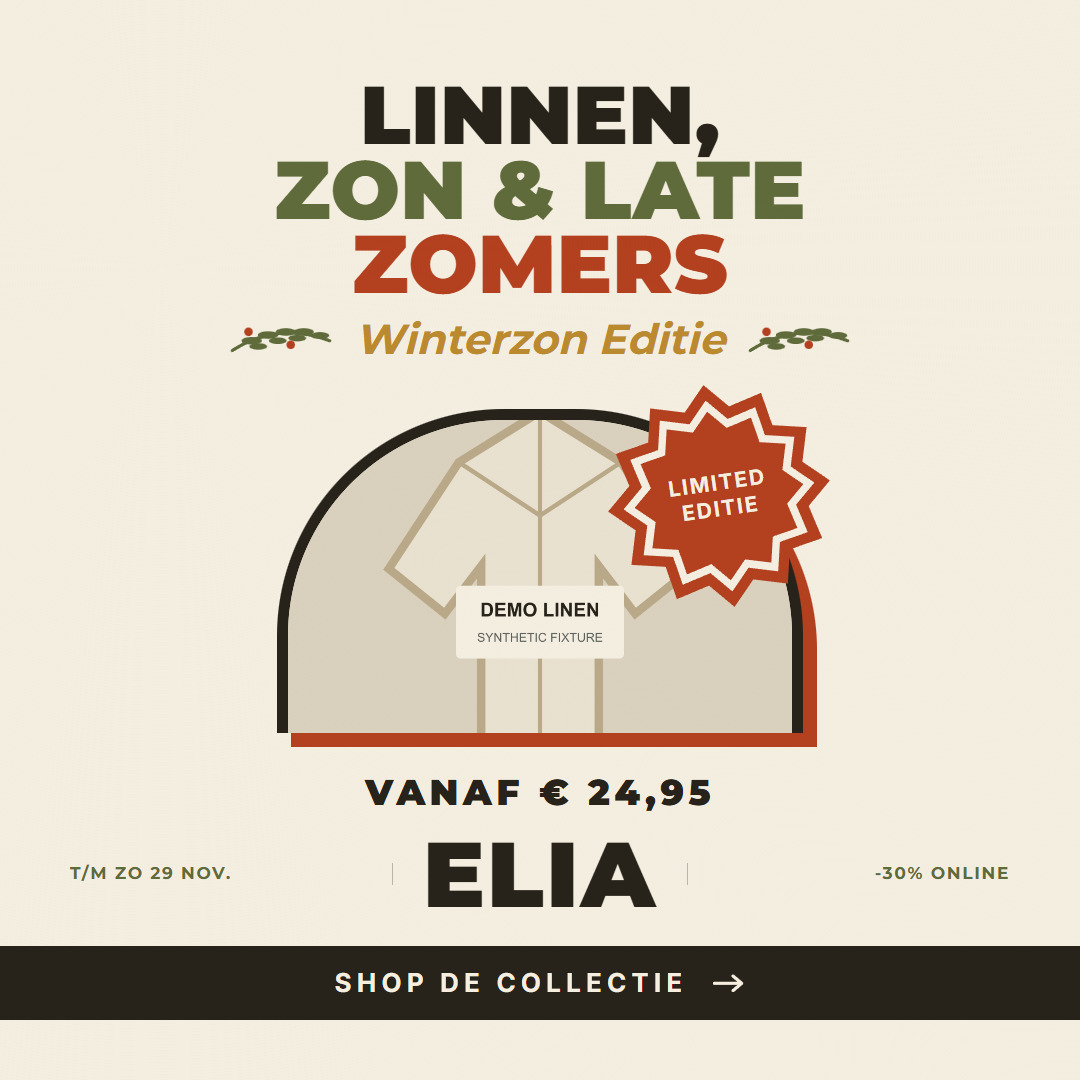 LINNEN,
ZON & LATE
ZOMERS
Winterzon Editie
LIMITED
EDITIE
DEMO LINEN
SYNTHETIC FIXTURE
VANAF € 24,95
T/M ZO 29 NOV.
ELIA
-30% ONLINE
SHOP DE COLLECTIE →